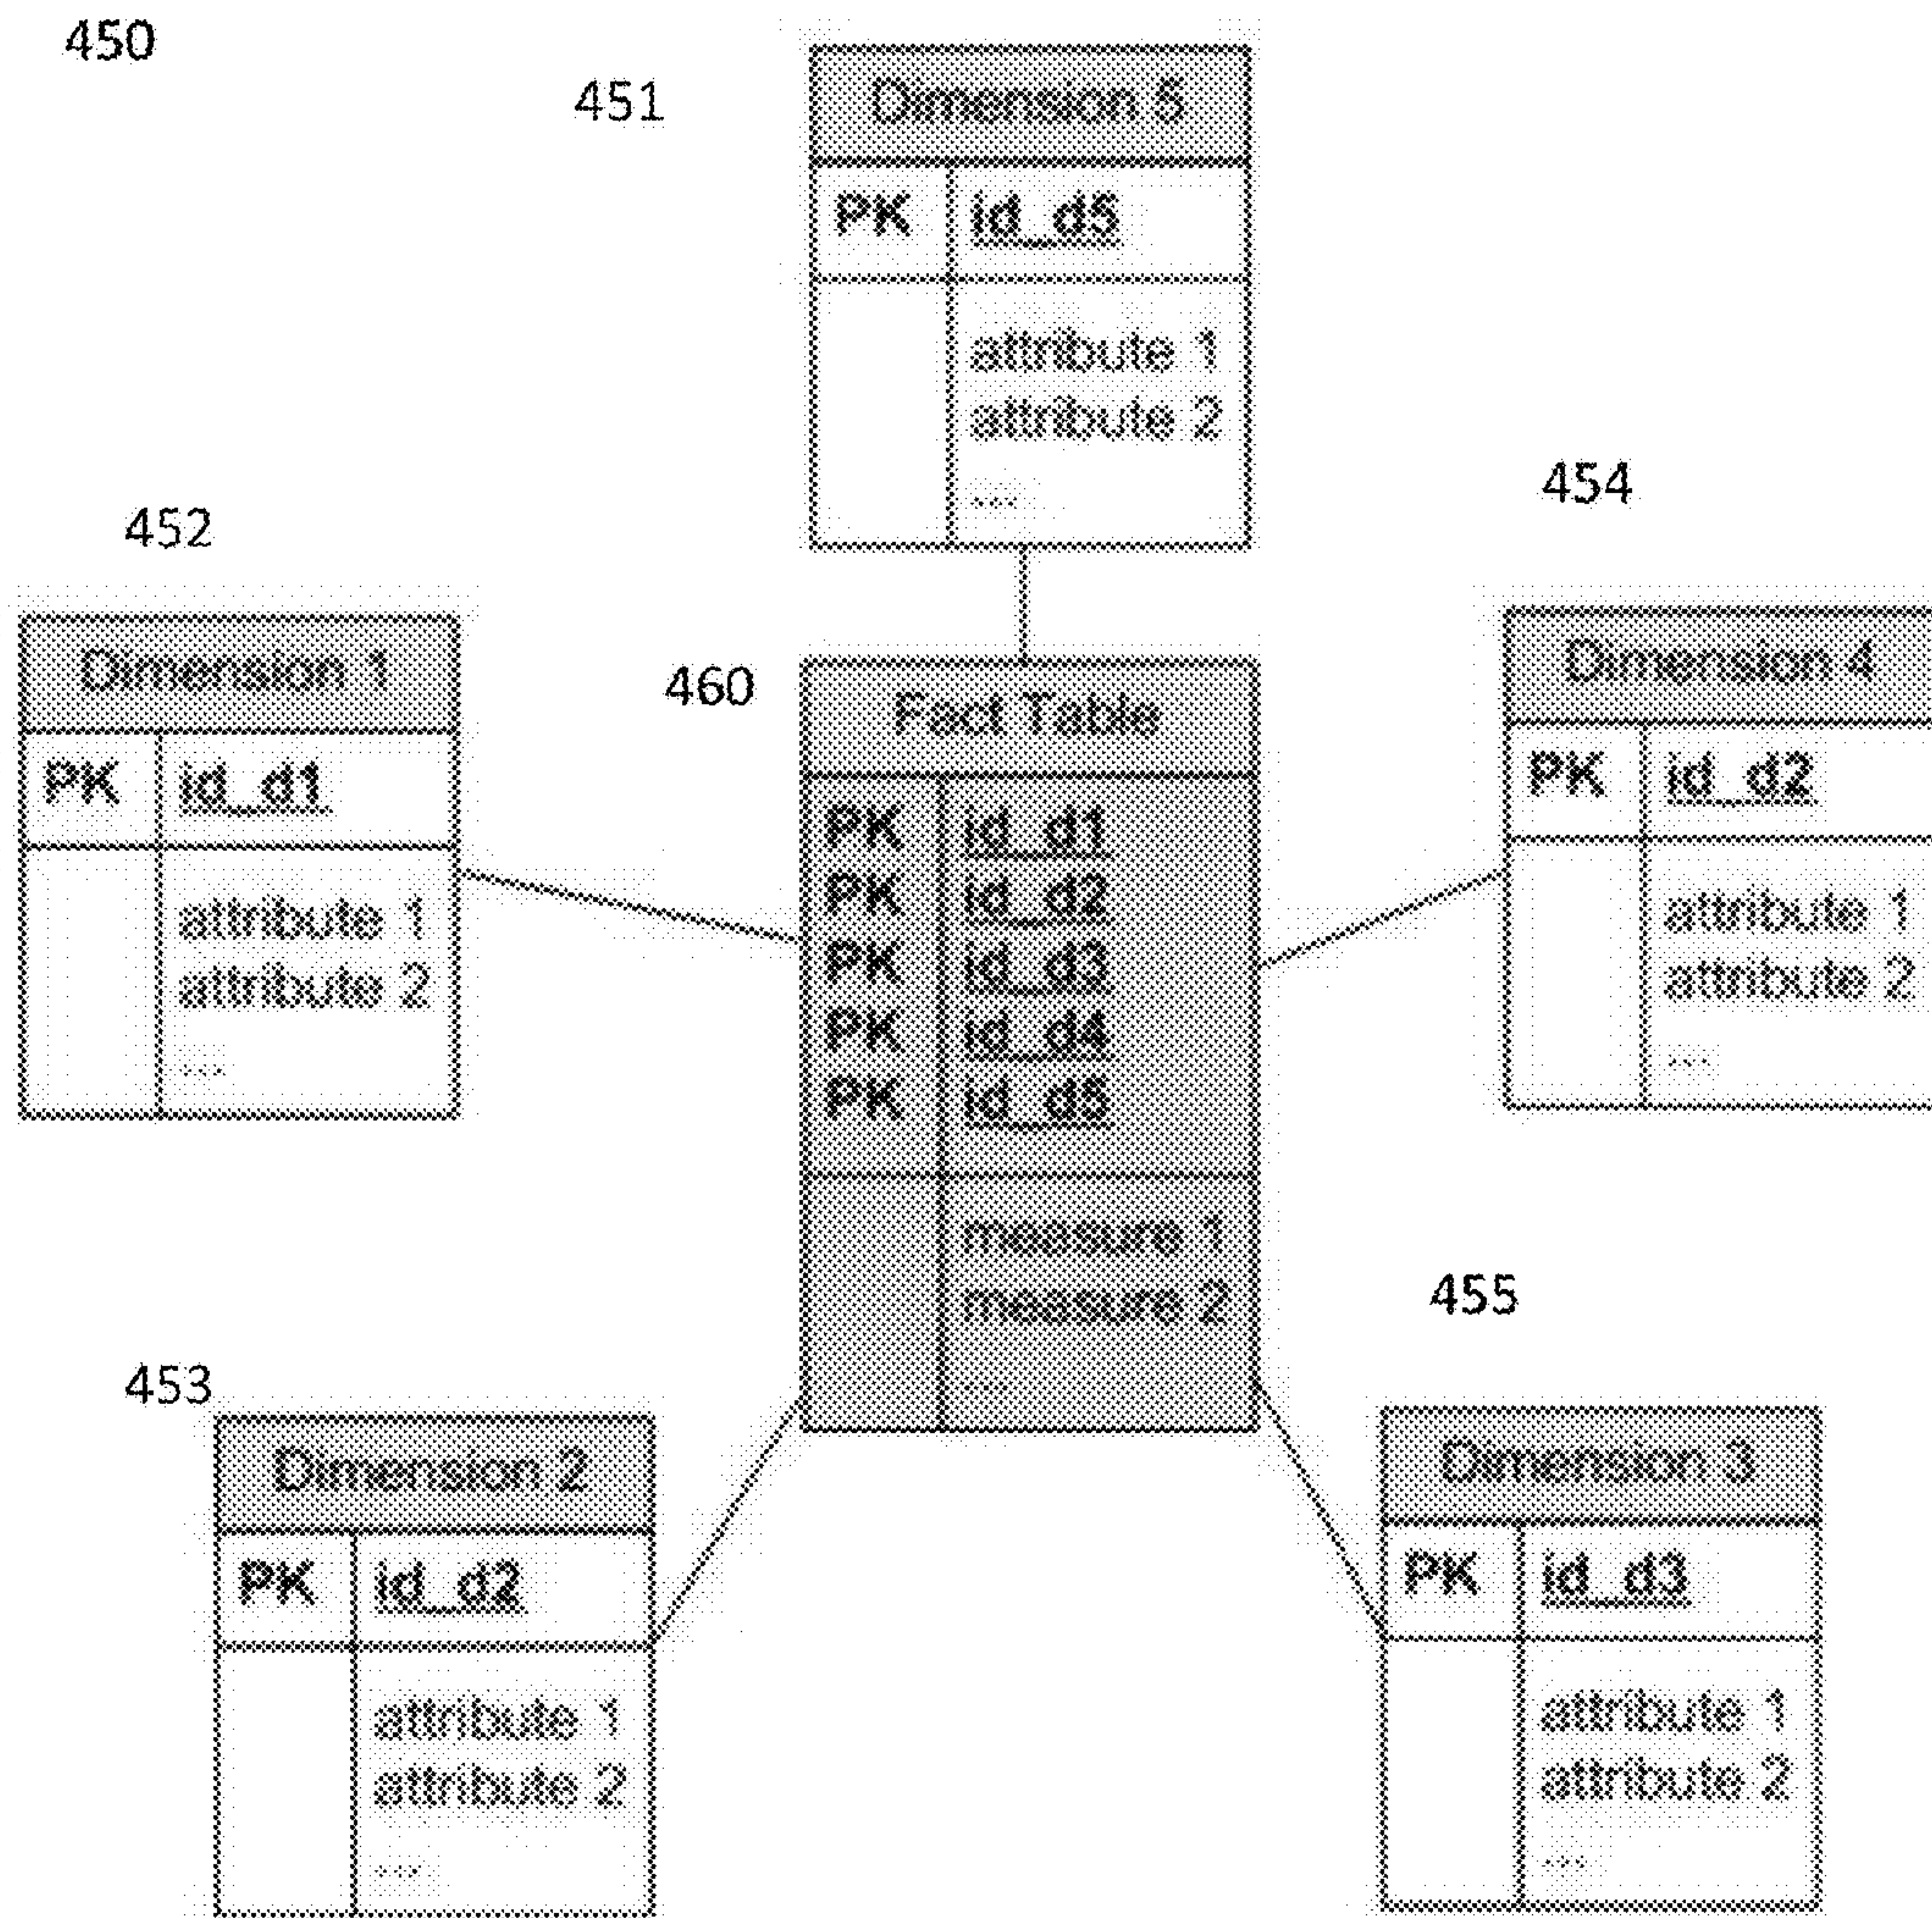 450
451
Dimension 5
PK id_d5
attribute 1
attribute 2
...
452
Dimension 1
PK id_d1
attribute 1
attribute 2
...
460
Fact Table
PK id_d1
PK id_d2
PK id_d3
PK id_d4
PK id_d5
measure 1
measure 2
...
454
Dimension 4
PK id_d2
attribute 1
attribute 2
...
453
Dimension 2
PK id_d2
attribute 1
attribute 2
...
455
Dimension 3
PK id_d3
attribute 1
attribute 2
...